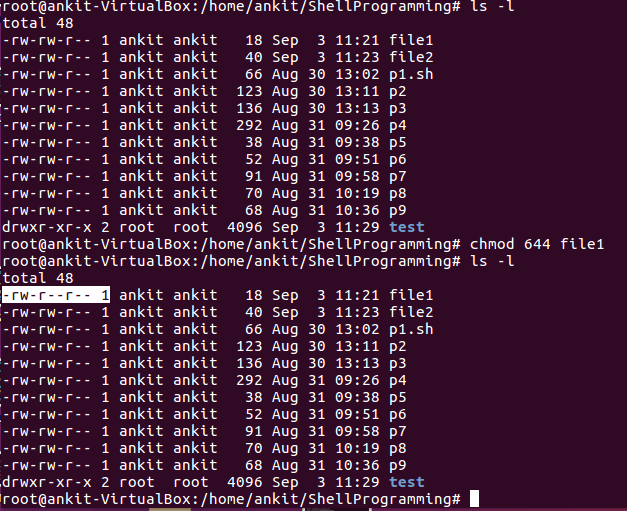 root@ankit-VirtualBox:/home/ankit/ShellProgramming# ls -l
total 48
-rw-rw-r-- 1 ankit ankit   18 Sep  3 11:21 file1
-rw-rw-r-- 1 ankit ankit   40 Sep  3 11:23 file2
-rw-rw-r-- 1 ankit ankit   66 Aug 30 13:02 p1.sh
-rw-rw-r-- 1 ankit ankit  123 Aug 30 13:11 p2
-rw-rw-r-- 1 ankit ankit  136 Aug 30 13:13 p3
-rw-rw-r-- 1 ankit ankit  292 Aug 31 09:26 p4
-rw-rw-r-- 1 ankit ankit   38 Aug 31 09:38 p5
-rw-rw-r-- 1 ankit ankit   52 Aug 31 09:51 p6
-rw-rw-r-- 1 ankit ankit   91 Aug 31 09:58 p7
-rw-rw-r-- 1 ankit ankit   70 Aug 31 10:19 p8
-rw-rw-r-- 1 ankit ankit   68 Aug 31 10:36 p9
drwxr-xr-x 2 root  root  4096 Sep  3 11:29 test
root@ankit-VirtualBox:/home/ankit/ShellProgramming# chmod 644 file1
root@ankit-VirtualBox:/home/ankit/ShellProgramming# ls -l
total 48
-rw-r--r-- 1 ankit ankit   18 Sep  3 11:21 file1
-rw-rw-r-- 1 ankit ankit   40 Sep  3 11:23 file2
-rw-rw-r-- 1 ankit ankit   66 Aug 30 13:02 p1.sh
-rw-rw-r-- 1 ankit ankit  123 Aug 30 13:11 p2
-rw-rw-r-- 1 ankit ankit  136 Aug 30 13:13 p3
-rw-rw-r-- 1 ankit ankit  292 Aug 31 09:26 p4
-rw-rw-r-- 1 ankit ankit   38 Aug 31 09:38 p5
-rw-rw-r-- 1 ankit ankit   52 Aug 31 09:51 p6
-rw-rw-r-- 1 ankit ankit   91 Aug 31 09:58 p7
-rw-rw-r-- 1 ankit ankit   70 Aug 31 10:19 p8
-rw-rw-r-- 1 ankit ankit   68 Aug 31 10:36 p9
drwxr-xr-x 2 root  root  4096 Sep  3 11:29 test
root@ankit-VirtualBox:/home/ankit/ShellProgramming#